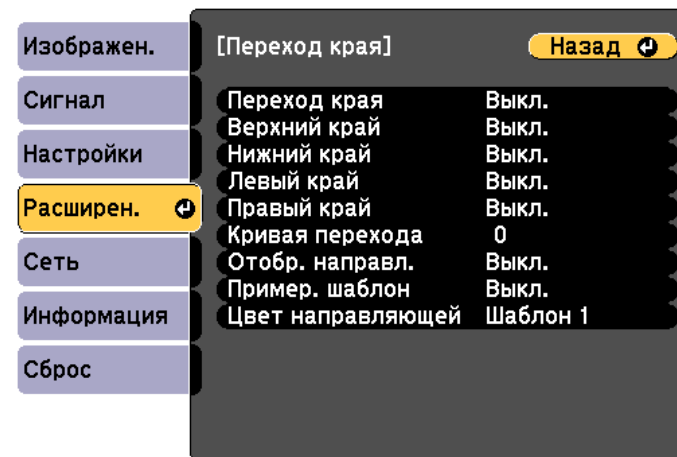 Изображен.
Сигнал
Настройки
Расширен.
Сеть
Информация
Сброс
[Переход края] Назад
Переход края Выкл.
Верхний край Выкл.
Нижний край Выкл.
Левый край Выкл.
Правый край Выкл.
Кривая перехода 0
Отобр. направл. Выкл.
Пример. шаблон Выкл.
Цвет направляющей Шаблон 1